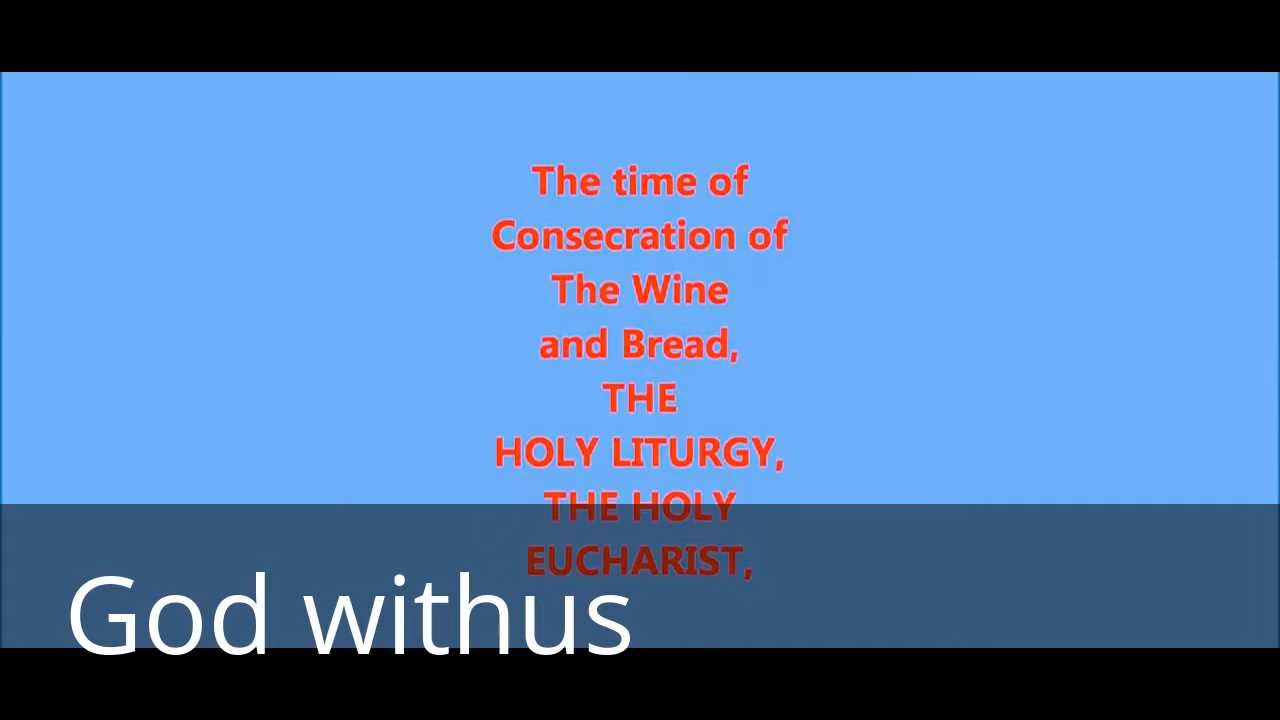 The time of
Consecration of
The Wine
and Bread,
THE
HOLY LITURGY,
THE HOLY
EUCHARIST,
God withus